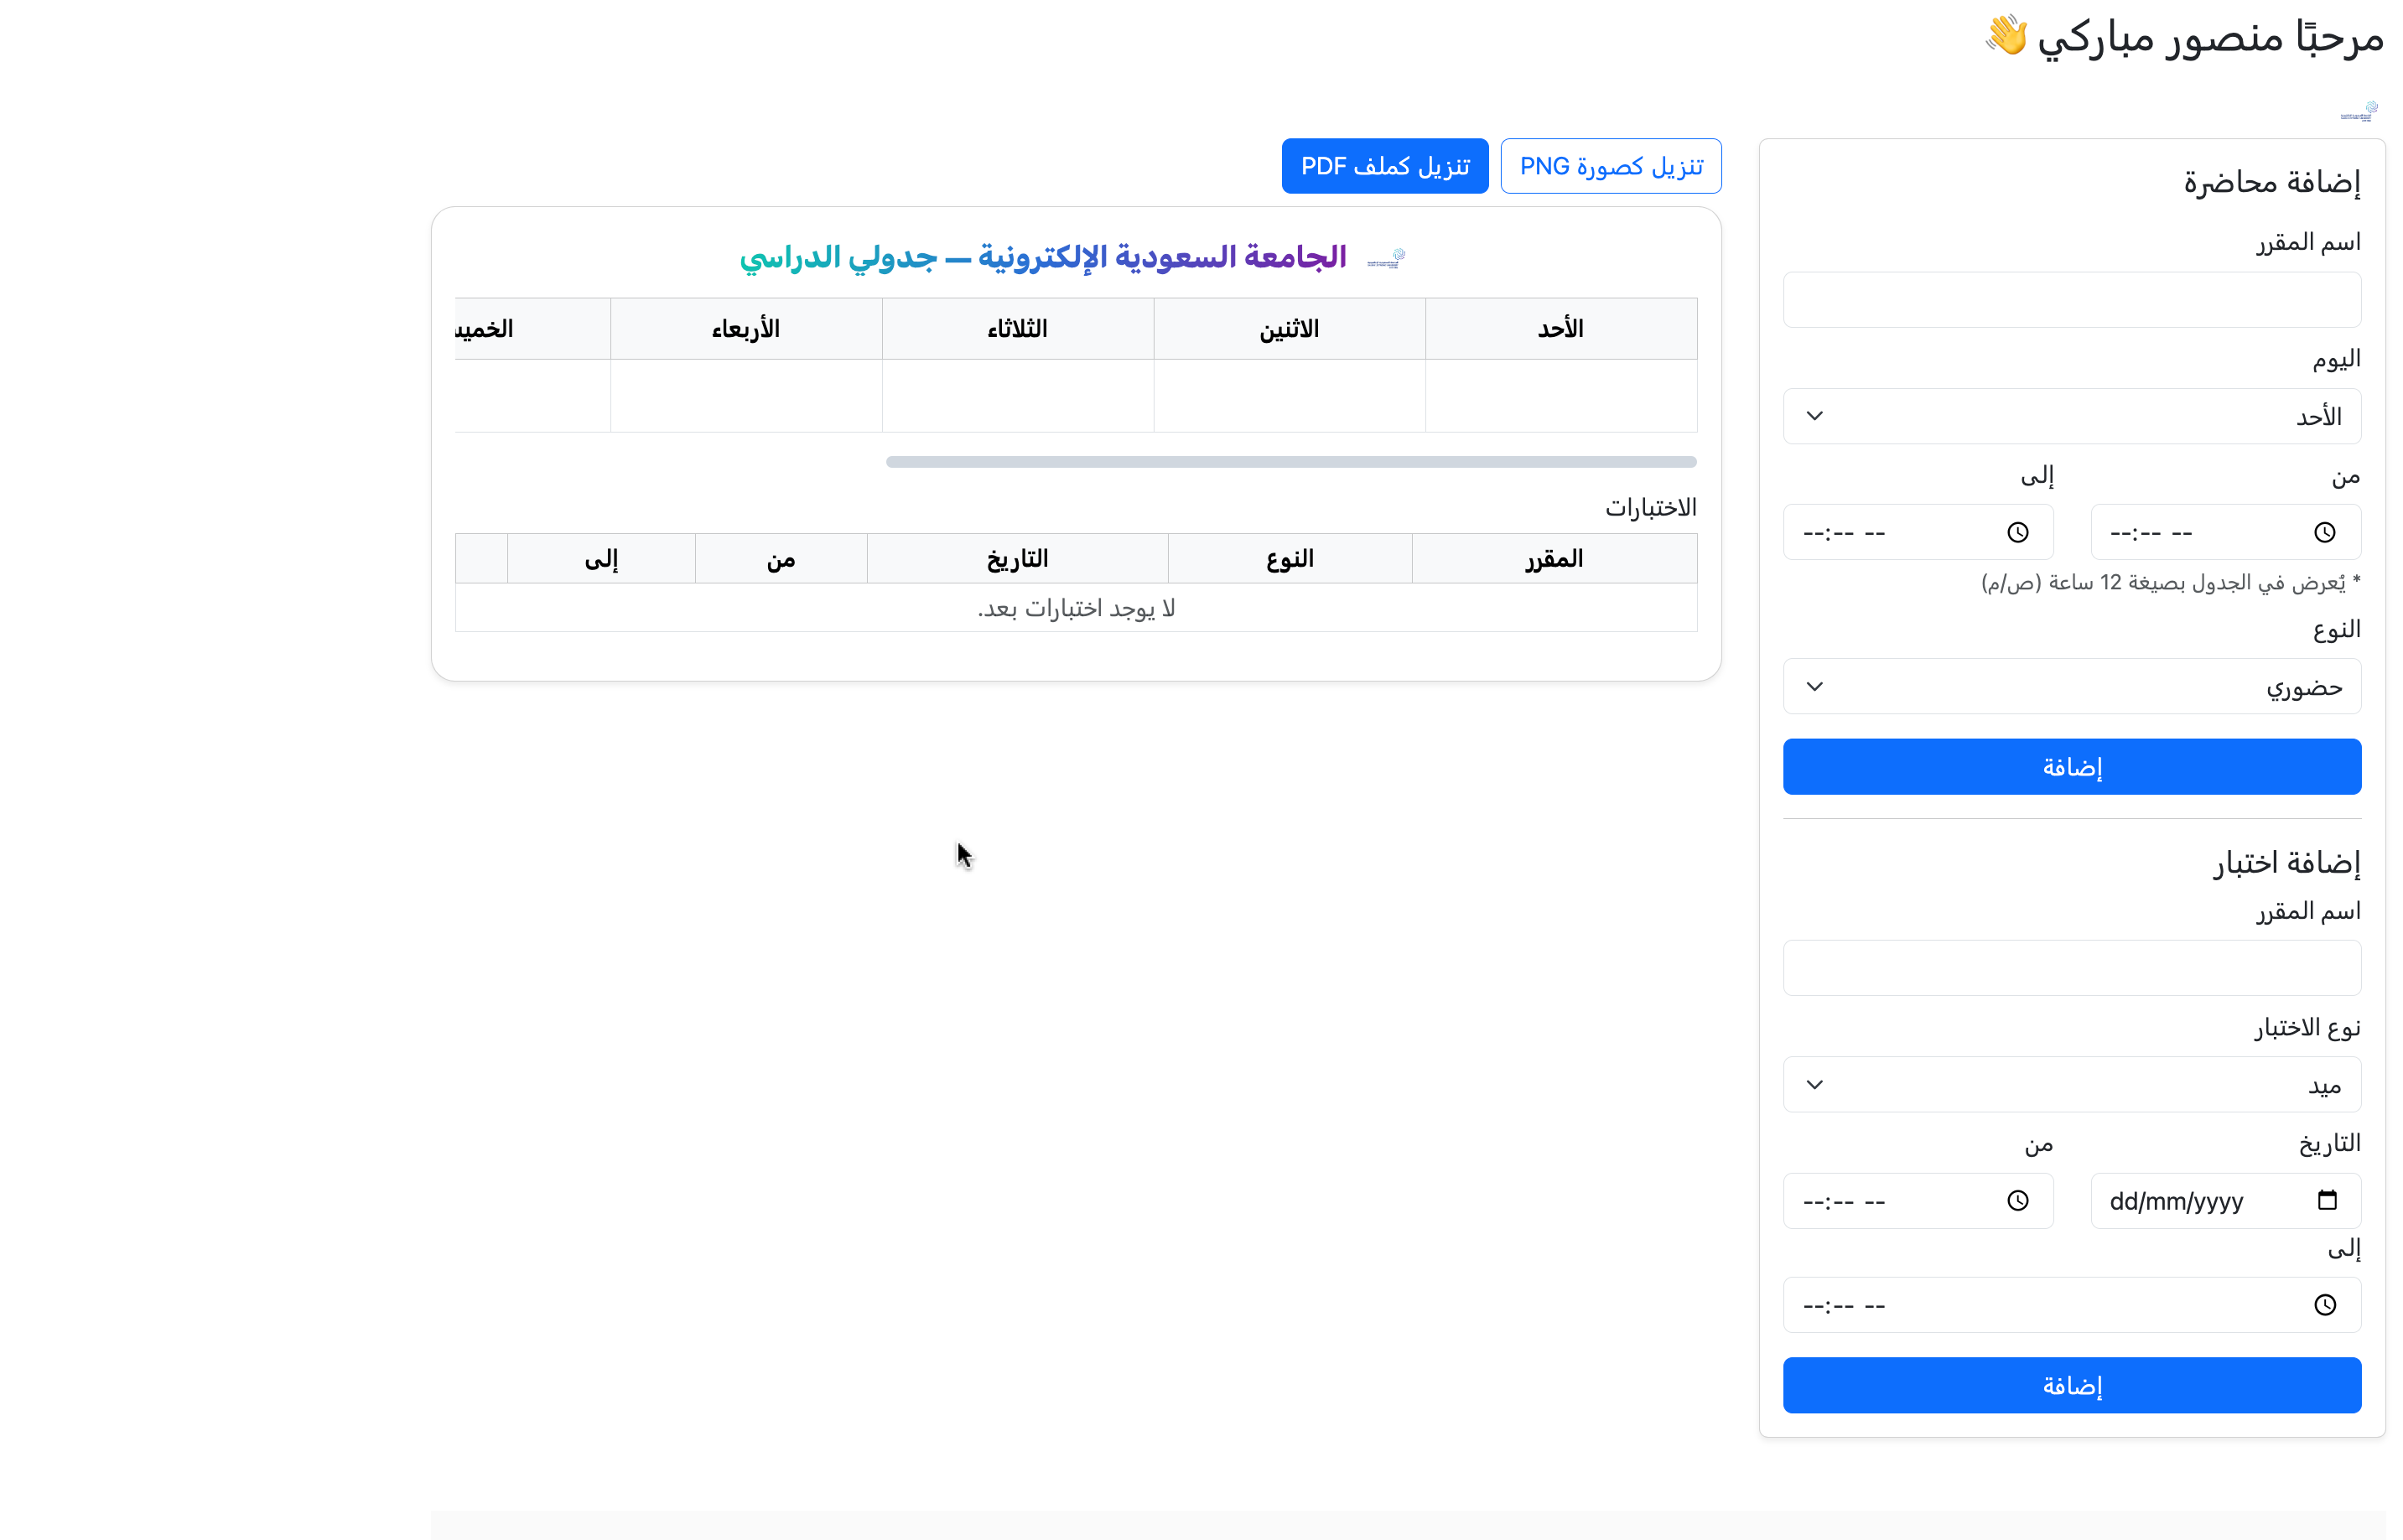 مرحبًا منصور مباركي 👋
إضافة محاضرة
اسم المقرر
اليوم
الأحد
من
إلى
--:-- --
--:-- --
* يُعرض في الجدول بصيغة 12 ساعة (ص/م)
النوع
حضوري
إضافة
إضافة اختبار
اسم المقرر
نوع الاختبار
ميد
التاريخ
من
dd/mm/yyyy
--:-- --
إلى
--:-- --
إضافة
تنزيل كصورة PNG
تنزيل كملف PDF
الجامعة السعودية الإلكترونية — جدولي الدراسي
الأحد
الاثنين
الثلاثاء
الأربعاء
الاختبارات
المقرر
النوع
التاريخ
من
إلى
لا يوجد اختبارات بعد.